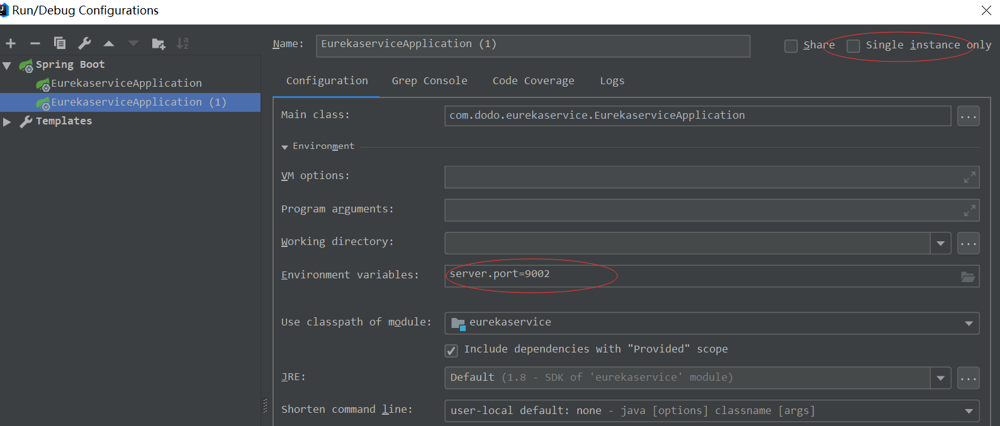 Run/Debug Configurations
Name: EurekaserviceApplication (1) Share Single instance only
Spring Boot
EurekaserviceApplication
EurekaserviceApplication (1)
Templates
Configuration Grep Console Code Coverage Logs
Main class: com.dodo.eurekaservice.EurekaserviceApplication ...
Environment
VM options:
Program arguments:
Working directory: ...
Environment variables: server.port=9002
Use classpath of module: eurekaservice
Include dependencies with "Provided" scope
JRE: Default (1.8 - SDK of 'eurekaservice' module) ...
Shorten command line: user-local default: none - java [options] classname [args]